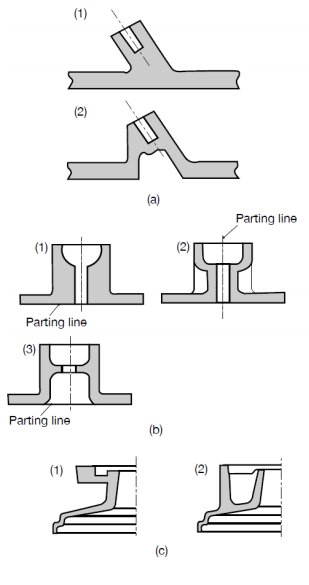 (1)
(2)
(a)
Parting line
(1)
(2)
Parting line
(3)
Parting line
(b)
(1)
(2)
(c)